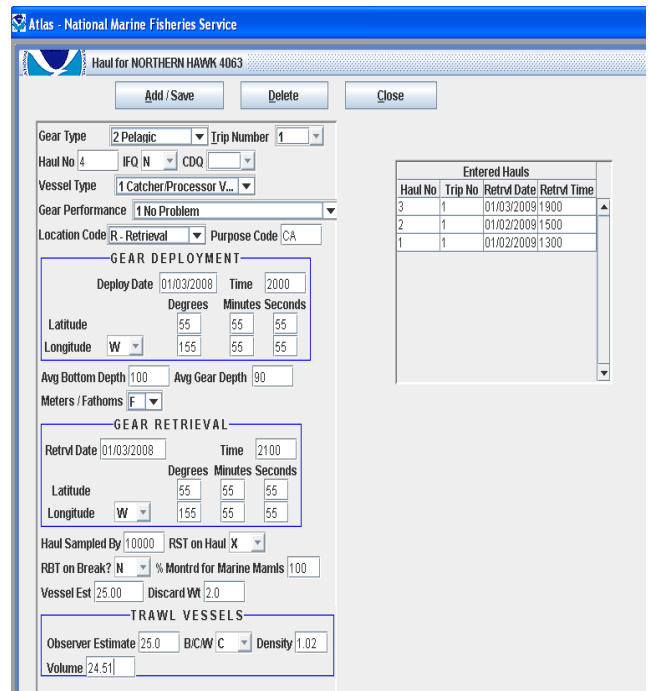 Atlas - National Marine Fisheries Service
Haul for NORTHERN HAWK 4063
Add / Save Delete Close
Gear Type 2 Pelagic Trip Number 1
Haul No 4 IFQ N CDQ
Vessel Type 1 Catcher/Processor V...
Gear Performance 1 No Problem
Location Code R - Retrieval Purpose Code CA
GEAR DEPLOYMENT
Deploy Date 01/03/2008 Time 2000
Degrees Minutes Seconds
Latitude 55 55 55
Longitude W 155 55 55
Avg Bottom Depth 100 Avg Gear Depth 90
Meters / Fathoms F
GEAR RETRIEVAL
Retrvl Date 01/03/2008 Time 2100
Degrees Minutes Seconds
Latitude 55 55 55
Longitude W 155 55 55
Haul Sampled By 10000 RST on Haul X
RBT on Break? N % Montrd for Marine Mamls 100
Vessel Est 25.00 Discard Wt 2.0
TRAWL VESSELS
Observer Estimate 25.0 B/C/W C Density 1.02
Volume 24.51
Entered Hauls
Haul No Trip No Retrvl Date Retrvl Time
3 1 01/03/2009 1900
2 1 01/02/2009 1500
1 1 01/02/2009 1300